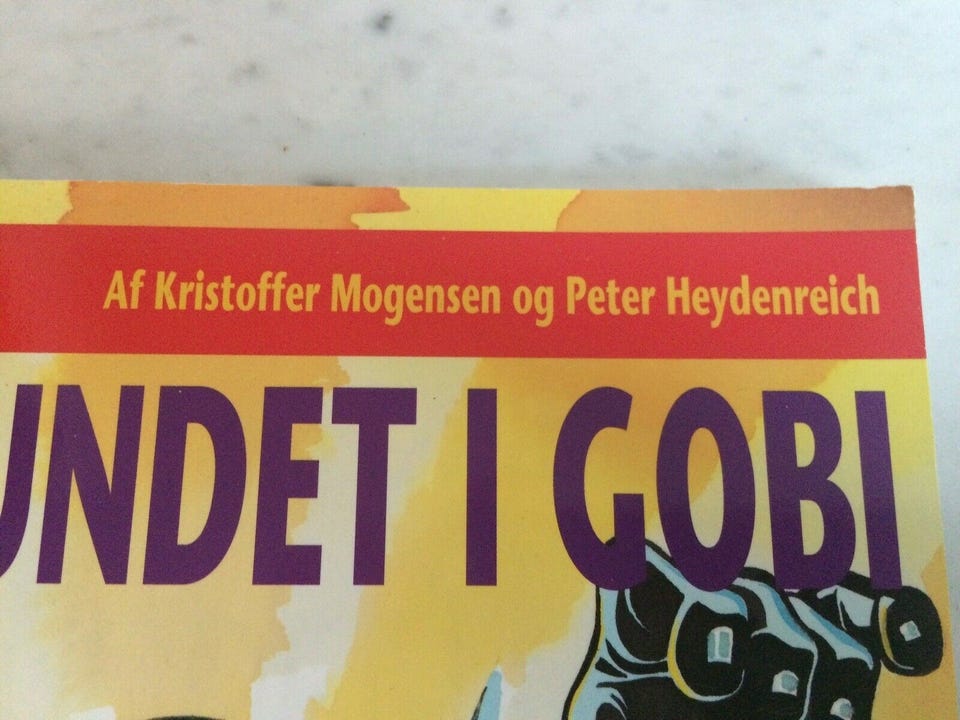 Af Kristoffer Mogensen og Peter Heydenreich
UNDET I GOBI